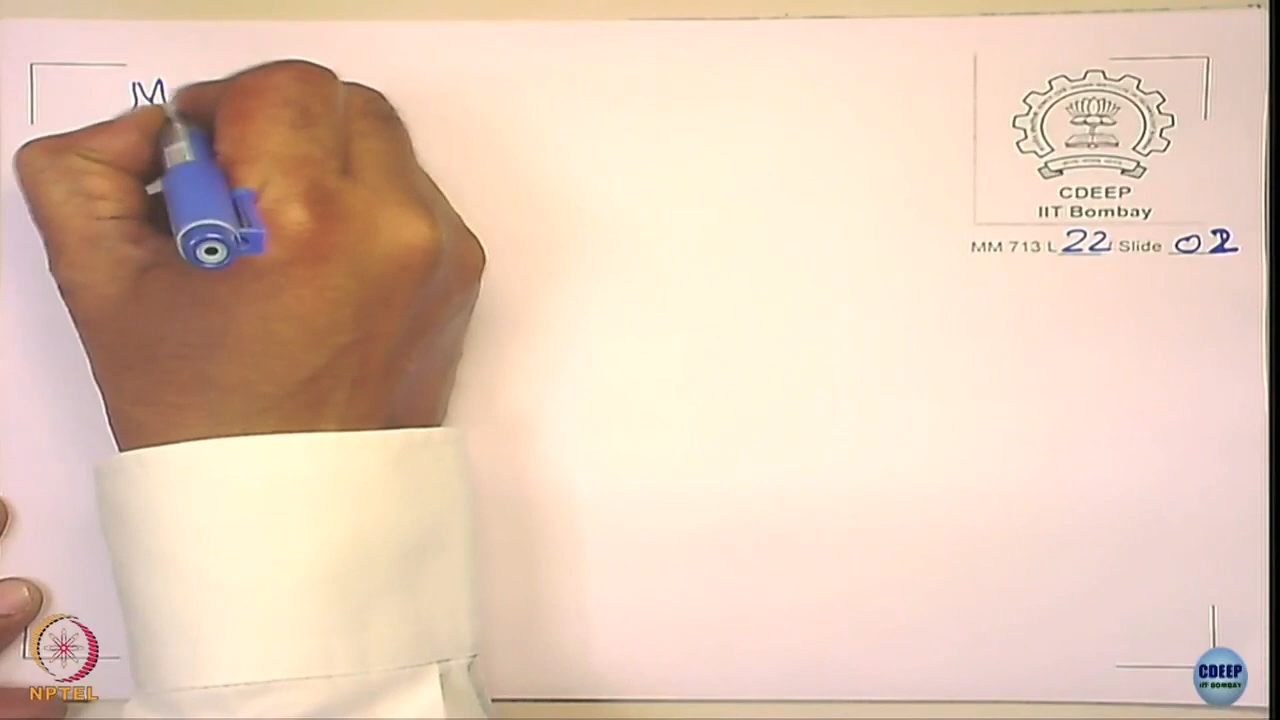 M
CDEEP
IIT Bombay
MM 713 L 22 / Slide 02
NPTEL
CDEEP
IIT BOMBAY